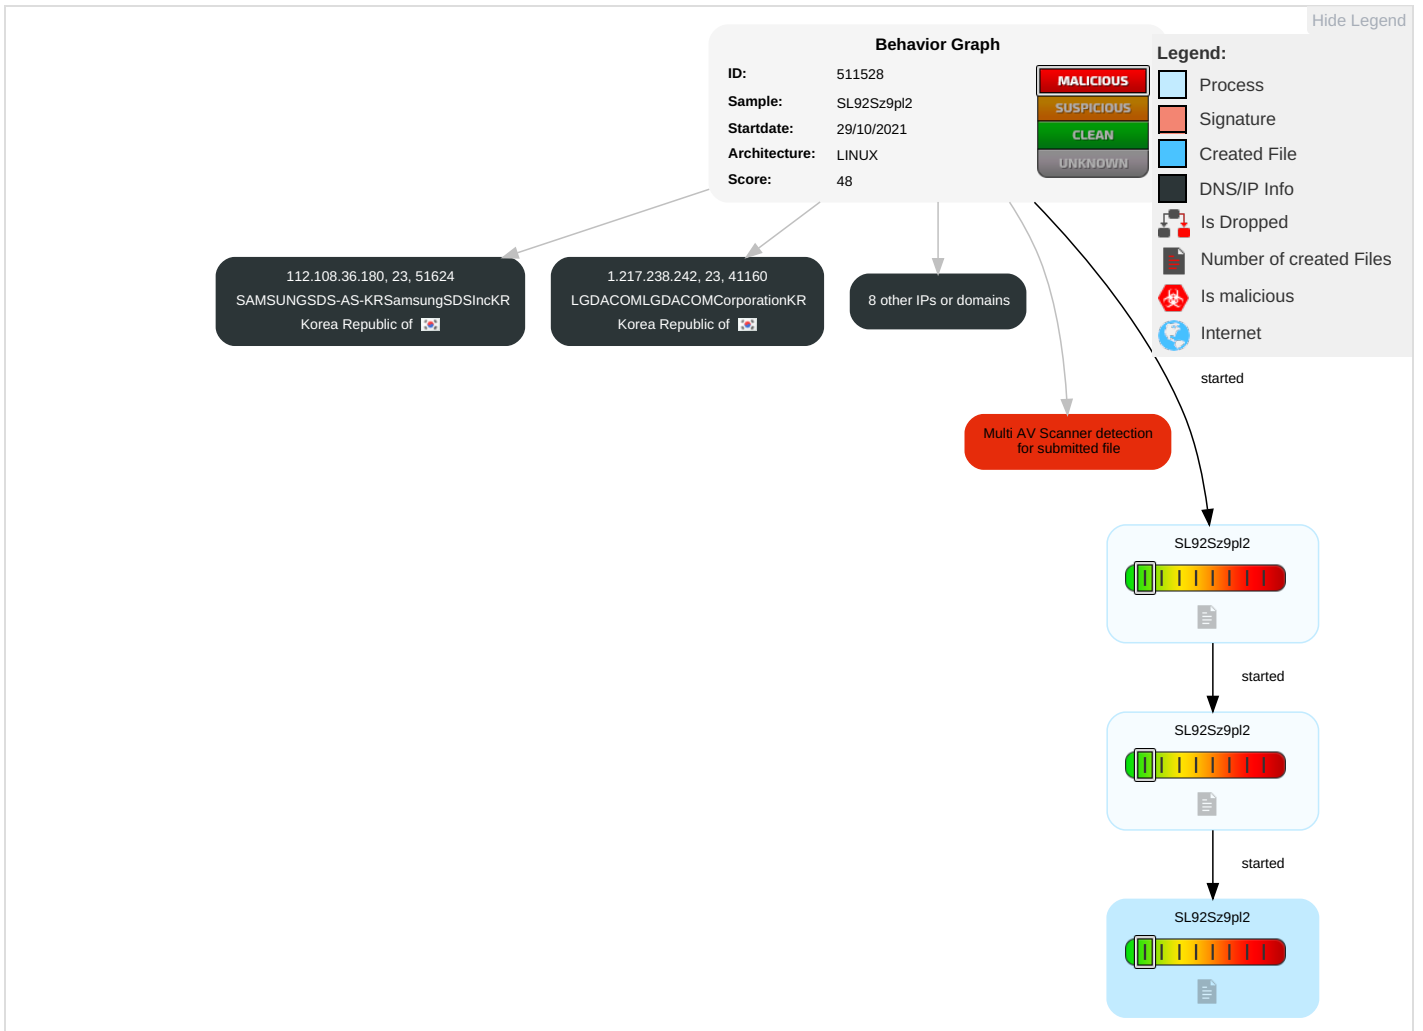 Hide Legend
Behavior Graph
ID: 511528
Sample: SL92Sz9pl2
Startdate: 29/10/2021
Architecture: LINUX
Score: 48
MALICIOUS
SUSPICIOUS
CLEAN
UNKNOWN
Legend:
Process
Signature
Created File
DNS/IP Info
Is Dropped
Number of created Files
Is malicious
Internet
112.108.36.180, 23, 51624
SAMSUNGSDS-AS-KRSamsungSDSIncKR
Korea Republic of
1.217.238.242, 23, 41160
LGDACOMLGDACOMCorporationKR
Korea Republic of
8 other IPs or domains
started
Multi AV Scanner detection
for submitted file
SL92Sz9pl2
started
SL92Sz9pl2
started
SL92Sz9pl2